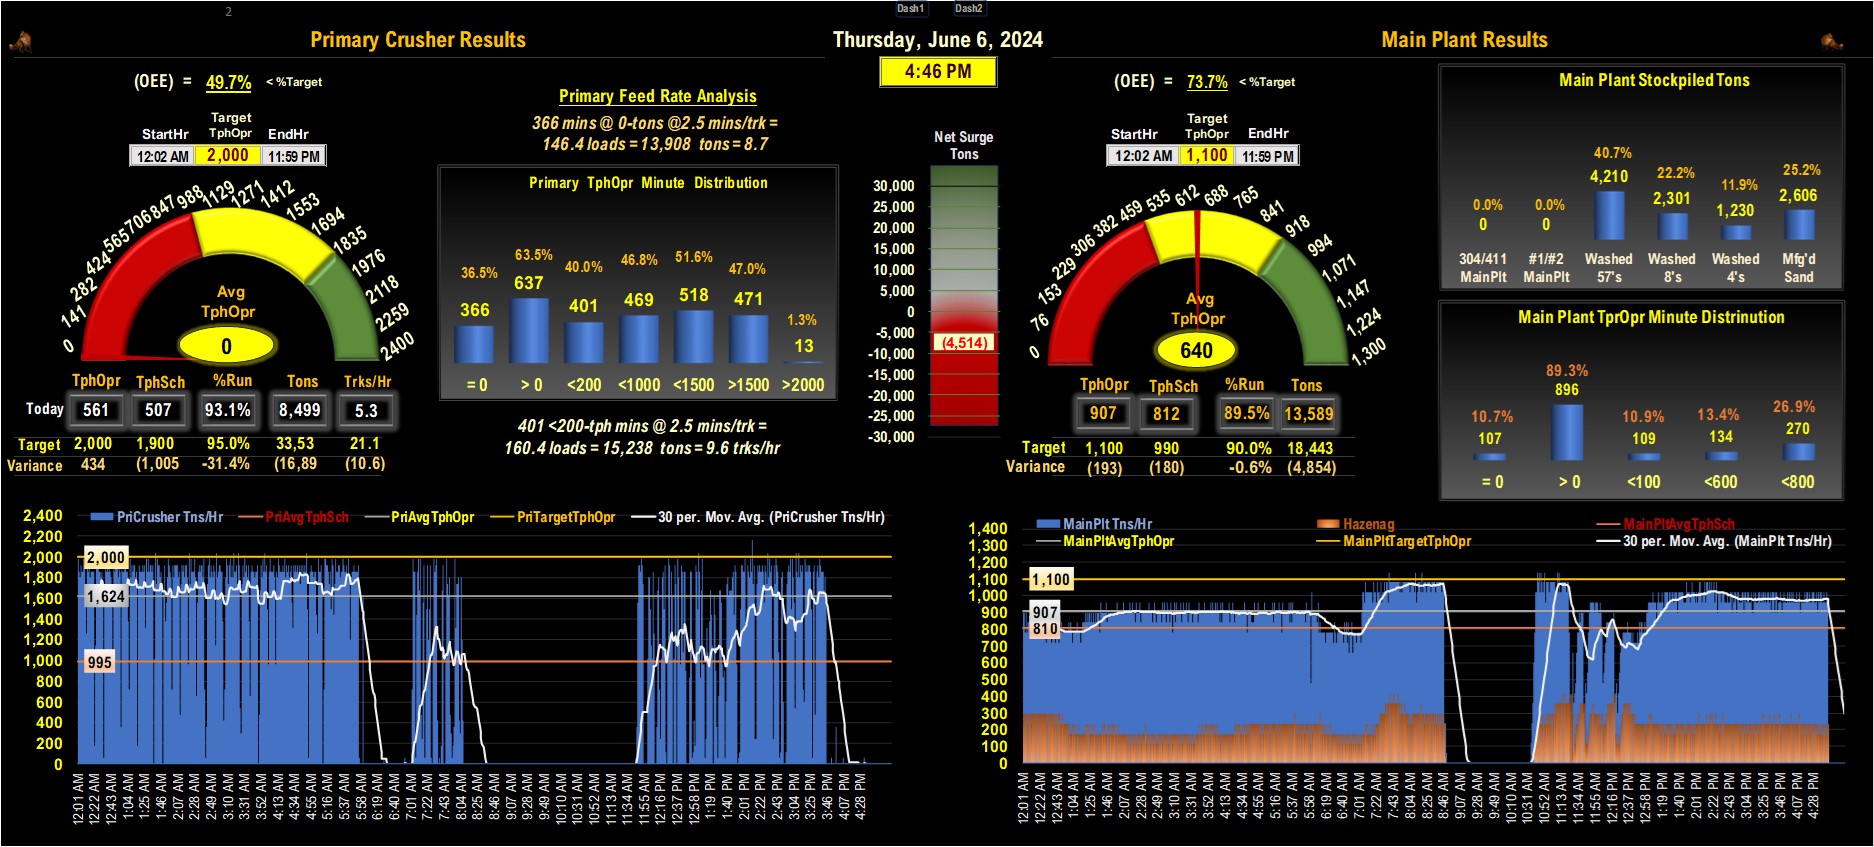 2
Dash1 Dash2
Primary Crusher Results
Thursday, June 6, 2024
Main Plant Results
4:46 PM
(OEE) = 49.7% < %Target
Target
StartHr TphOpr EndHr
12:02 AM 2,000 11:59 PM
0 141 282 424 565 706 847 988 1129 1271 1412 1553 1694 1835 1976 2118 2259 2400
Avg
TphOpr
0
TphOpr TphSch %Run Tons Trks/Hr
Today 561 507 93.1% 8,499 5.3
Target 2,000 1,900 95.0% 33,53 21.1
Variance 434 (1,005 -31.4% (16,89 (10.6)
Primary Feed Rate Analysis
366 mins @ 0-tons @2.5 mins/trk =
146.4 loads = 13,908 tons = 8.7
Primary TphOpr Minute Distribution
36.5% 63.5% 40.0% 46.8% 51.6% 47.0% 1.3%
366 637 401 469 518 471 13
= 0 > 0 <200 <1000 <1500 >1500 >2000
401 <200-tph mins @ 2.5 mins/trk =
160.4 loads = 15,238 tons = 9.6 trks/hr
Net Surge
Tons
30,000
25,000
20,000
15,000
10,000
5,000
0
-5,000
(4,514)
-10,000
-15,000
-20,000
-25,000
-30,000
(OEE) = 73.7% < %Target
Target
StartHr TphOpr EndHr
12:02 AM 1,100 11:59 PM
0 76 153 229 306 382 459 535 612 688 765 841 918 994 1,071 1,147 1,224 1,300
Avg
TphOpr
640
TphOpr TphSch %Run Tons
907 812 89.5% 13,589
Target 1,100 990 90.0% 18,443
Variance (193) (180) -0.6% (4,854)
Main Plant Stockpiled Tons
0.0% 0.0% 40.7% 22.2% 11.9% 25.2%
0 0 4,210 2,301 1,230 2,606
304/411 #1/#2 Washed Washed Washed Mfg'd
MainPlt MainPlt 57's 8's 4's Sand
Main Plant TprOpr Minute Distrinution
10.7% 89.3% 10.9% 13.4% 26.9%
107 896 109 134 270
= 0 > 0 <100 <600 <800
PriCrusher Tns/Hr PriAvgTphSch PriAvgTphOpr PriTargetTphOpr 30 per. Mov. Avg. (PriCrusher Tns/Hr)
2,400
2,200
2,000
1,800
1,600
1,400
1,200
1,000
800
600
400
200
0
2,000
1,624
995
12:01 AM 12:22 AM 12:43 AM 1:04 AM 1:25 AM 1:46 AM 2:07 AM 2:28 AM 2:49 AM 3:10 AM 3:31 AM 3:52 AM 4:13 AM 4:34 AM 4:55 AM 5:16 AM 5:37 AM 5:58 AM 6:19 AM 6:40 AM 7:01 AM 7:22 AM 7:43 AM 8:04 AM 8:25 AM 8:46 AM 9:07 AM 9:28 AM 9:49 AM 10:10 AM 10:31 AM 10:52 AM 11:13 AM 11:34 AM 11:55 AM 12:16 PM 12:37 PM 12:58 PM 1:19 PM 1:40 PM 2:01 PM 2:22 PM 2:43 PM 3:04 PM 3:25 PM 3:46 PM 4:07 PM 4:28 PM
MainPlt Tns/Hr Hazenag MainPltAvgTphSch
MainPltAvgTphOpr MainPltTargetTphOpr 30 per. Mov. Avg. (MainPlt Tns/Hr)
1,400
1,300
1,200
1,100
1,000
900
800
700
600
500
400
300
200
100
0
1,100
907
810
12:01 AM 12:22 AM 12:43 AM 1:04 AM 1:25 AM 1:46 AM 2:07 AM 2:28 AM 2:49 AM 3:10 AM 3:31 AM 3:52 AM 4:13 AM 4:34 AM 4:55 AM 5:16 AM 5:37 AM 5:58 AM 6:19 AM 6:40 AM 7:01 AM 7:22 AM 7:43 AM 8:04 AM 8:25 AM 8:46 AM 9:07 AM 9:28 AM 9:49 AM 10:10 AM 10:31 AM 10:52 AM 11:13 AM 11:34 AM 11:55 AM 12:16 PM 12:37 PM 12:58 PM 1:19 PM 1:40 PM 2:01 PM 2:22 PM 2:43 PM 3:04 PM 3:25 PM 3:46 PM 4:07 PM 4:28 PM